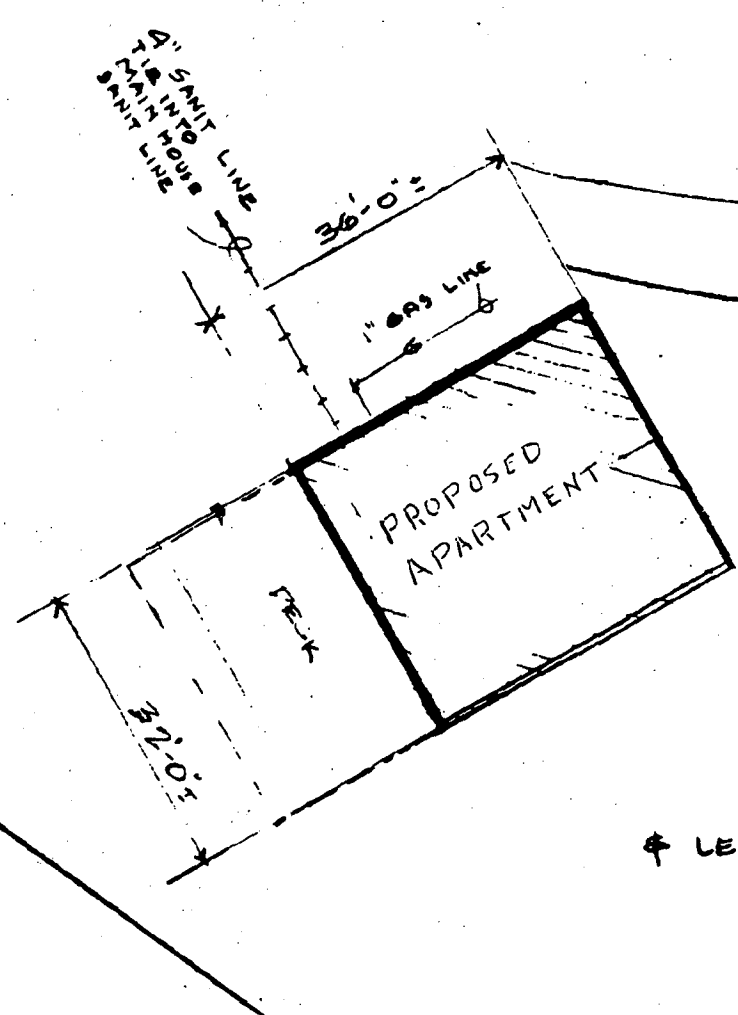 4" SANIT LINE
TIE INTO
MAIN HOUSE
SANIT LINE
36'-0" ±
1" GAS LINE
G
PROPOSED
APARTMENT
DECK
32'-0" ±
LE